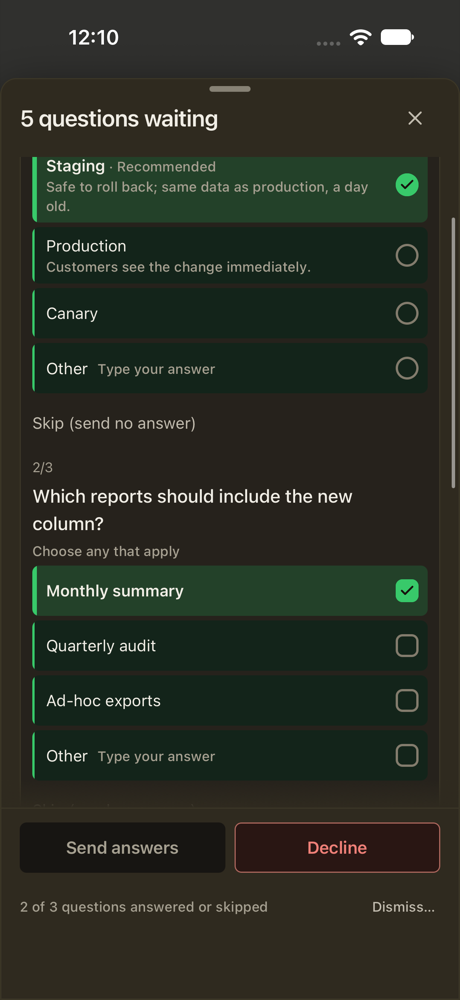 12:10
5 questions waiting
Staging · Recommended
Safe to roll back; same data as production, a day
old.
Production
Customers see the change immediately.
Canary
Other Type your answer
Skip (send no answer)
2/3
Which reports should include the new
column?
Choose any that apply
Monthly summary
Quarterly audit
Ad-hoc exports
Other Type your answer
Send answers
Decline
2 of 3 questions answered or skipped
Dismiss...